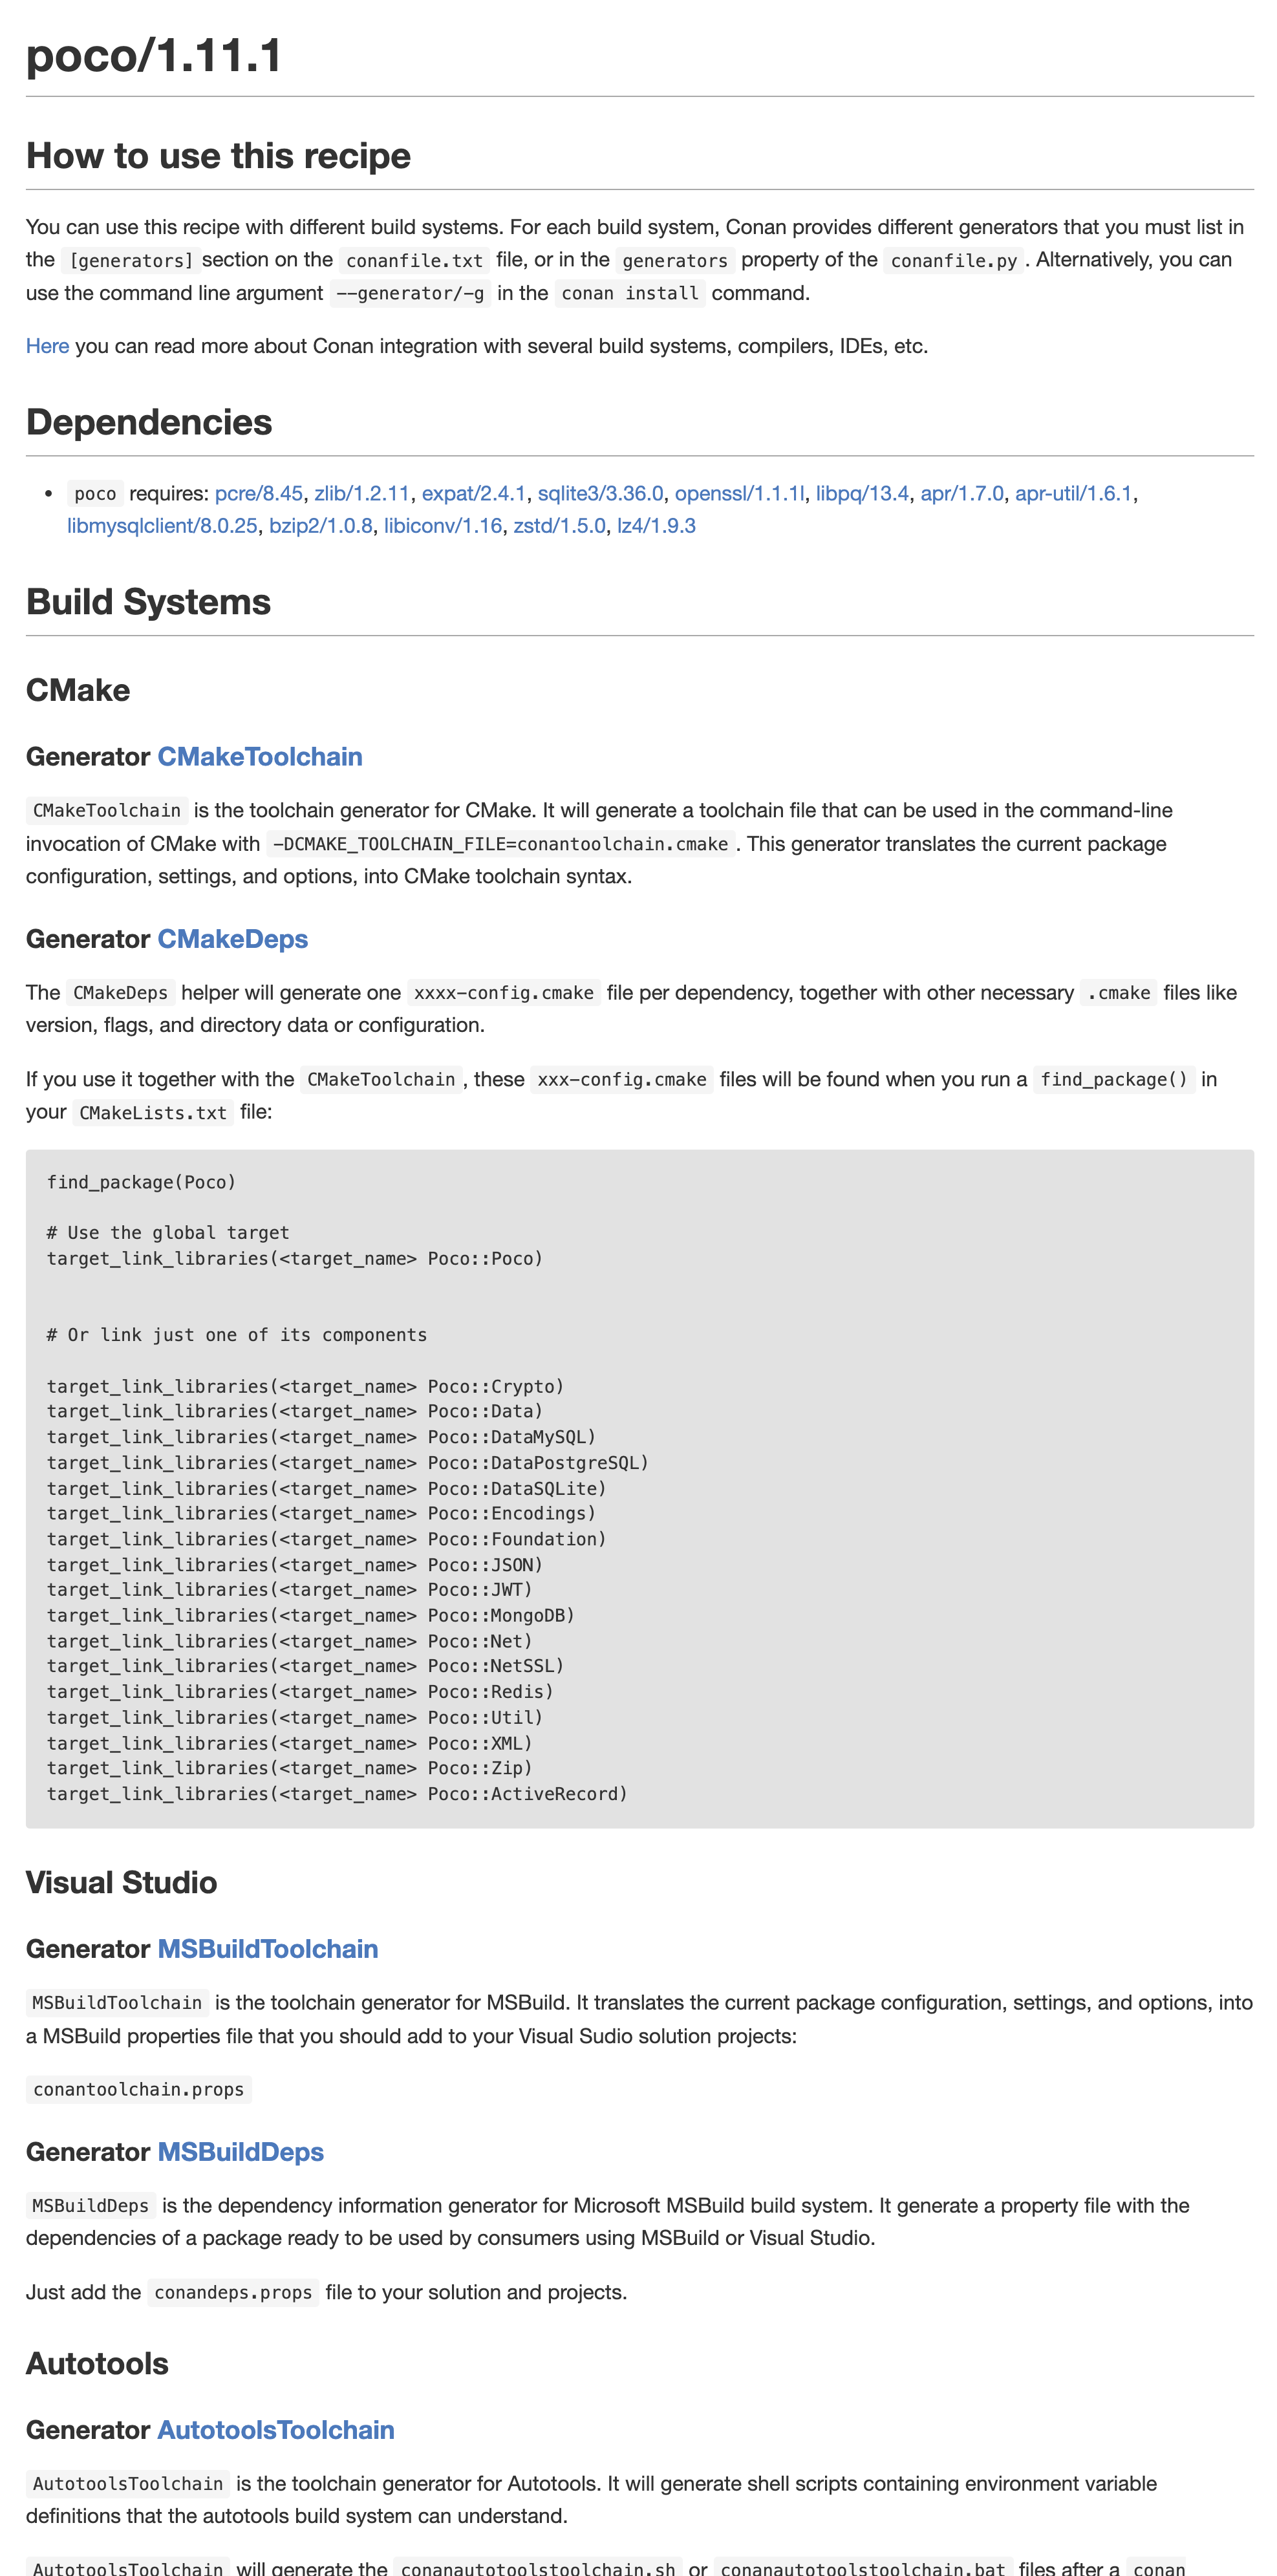 poco/1.11.1
How to use this recipe
You can use this recipe with different build systems. For each build system, Conan provides different generators that you must list in
the [generators] section on the conanfile.txt file, or in the generators property of the conanfile.py. Alternatively, you can
use the command line argument --generator/-g in the conan install command.
Here you can read more about Conan integration with several build systems, compilers, IDEs, etc.
Dependencies
• poco requires: pcre/8.45, zlib/1.2.11, expat/2.4.1, sqlite3/3.36.0, openssl/1.1.1l, libpq/13.4, apr/1.7.0, apr-util/1.6.1,
libmysqlclient/8.0.25, bzip2/1.0.8, libiconv/1.16, zstd/1.5.0, lz4/1.9.3
Build Systems
CMake
Generator CMakeToolchain
CMakeToolchain is the toolchain generator for CMake. It will generate a toolchain file that can be used in the command-line
invocation of CMake with -DCMAKE_TOOLCHAIN_FILE=conantoolchain.cmake. This generator translates the current package
configuration, settings, and options, into CMake toolchain syntax.
Generator CMakeDeps
The CMakeDeps helper will generate one xxxx-config.cmake file per dependency, together with other necessary .cmake files like
version, flags, and directory data or configuration.
If you use it together with the CMakeToolchain, these xxx-config.cmake files will be found when you run a find_package() in
your CMakeLists.txt file:
find_package(Poco)
# Use the global target
target_link_libraries(<target_name> Poco::Poco)
# Or link just one of its components
target_link_libraries(<target_name> Poco::Crypto)
target_link_libraries(<target_name> Poco::Data)
target_link_libraries(<target_name> Poco::DataMySQL)
target_link_libraries(<target_name> Poco::DataPostgreSQL)
target_link_libraries(<target_name> Poco::DataSQLite)
target_link_libraries(<target_name> Poco::Encodings)
target_link_libraries(<target_name> Poco::Foundation)
target_link_libraries(<target_name> Poco::JSON)
target_link_libraries(<target_name> Poco::JWT)
target_link_libraries(<target_name> Poco::MongoDB)
target_link_libraries(<target_name> Poco::Net)
target_link_libraries(<target_name> Poco::NetSSL)
target_link_libraries(<target_name> Poco::Redis)
target_link_libraries(<target_name> Poco::Util)
target_link_libraries(<target_name> Poco::XML)
target_link_libraries(<target_name> Poco::Zip)
target_link_libraries(<target_name> Poco::ActiveRecord)
Visual Studio
Generator MSBuildToolchain
MSBuildToolchain is the toolchain generator for MSBuild. It translates the current package configuration, settings, and options, into
a MSBuild properties file that you should add to your Visual Sudio solution projects:
conantoolchain.props
Generator MSBuildDeps
MSBuildDeps is the dependency information generator for Microsoft MSBuild build system. It generate a property file with the
dependencies of a package ready to be used by consumers using MSBuild or Visual Studio.
Just add the conandeps.props file to your solution and projects.
Autotools
Generator AutotoolsToolchain
AutotoolsToolchain is the toolchain generator for Autotools. It will generate shell scripts containing environment variable
definitions that the autotools build system can understand.
AutotoolsToolchain will generate the conanautotoolstoolchain.sh or conanautotoolstoolchain.bat files after a conan